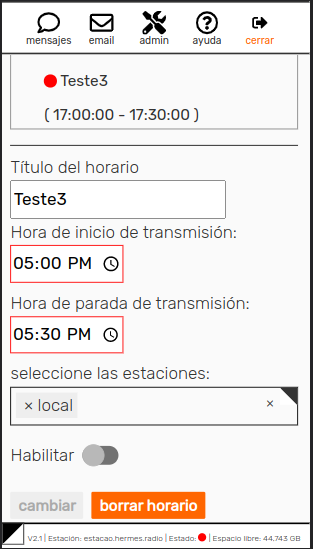 mensajes email admin ayuda cerrar
Teste3
( 17:00:00 - 17:30:00 )
Título del horario
Teste3
Hora de inicio de transmisión:
05:00 PM
Hora de parada de transmisión:
05:30 PM
seleccione las estaciones:
× local ×
Habilitar
cambiar borrar horario
V2.1 | Estación: estacao.hermes.radio | Estado: | Espacio libre: 44.743 GB